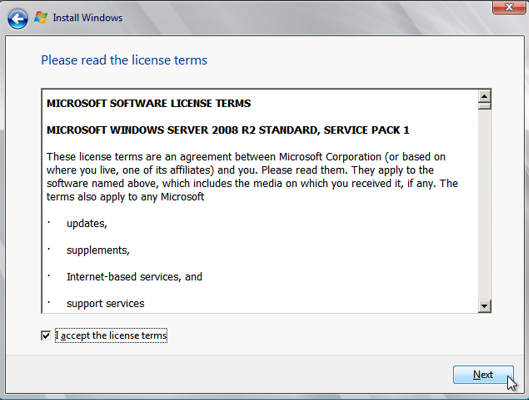 Install Windows
Please read the license terms
MICROSOFT SOFTWARE LICENSE TERMS
MICROSOFT WINDOWS SERVER 2008 R2 STANDARD, SERVICE PACK 1
These license terms are an agreement between Microsoft Corporation (or based on
where you live, one of its affiliates) and you. Please read them. They apply to the
software named above, which includes the media on which you received it, if any. The
terms also apply to any Microsoft
· updates,
· supplements,
· Internet-based services, and
· support services
I accept the license terms
Next